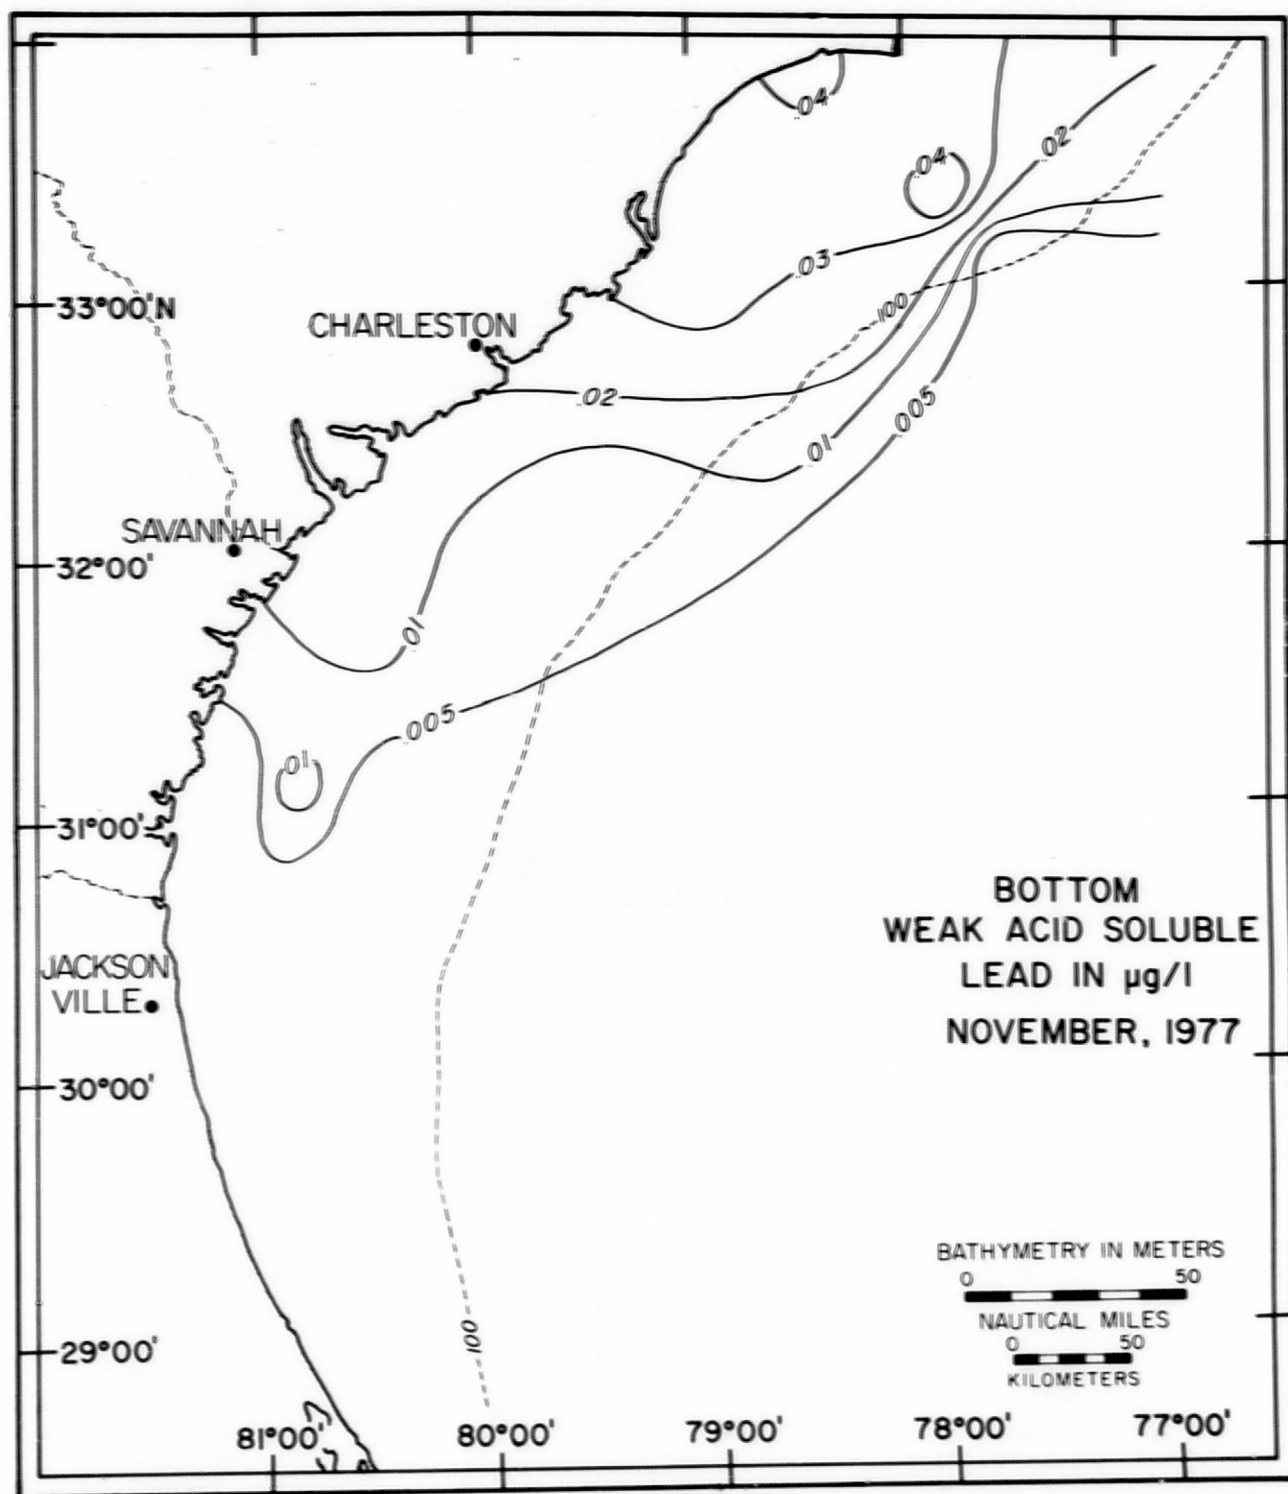 .04
.02
.04
.03
33°00'N
100
CHARLESTON
.02
.005
.01
SAVANNAH
32°00'
.01
.005
.01
31°00'
BOTTOM
WEAK ACID SOLUBLE
LEAD IN µg/l
NOVEMBER, 1977
JACKSON
VILLE
30°00'
BATHYMETRY IN METERS
0 50
NAUTICAL MILES
0 50
KILOMETERS
100
29°00'
81°00' 80°00' 79°00' 78°00' 77°00'